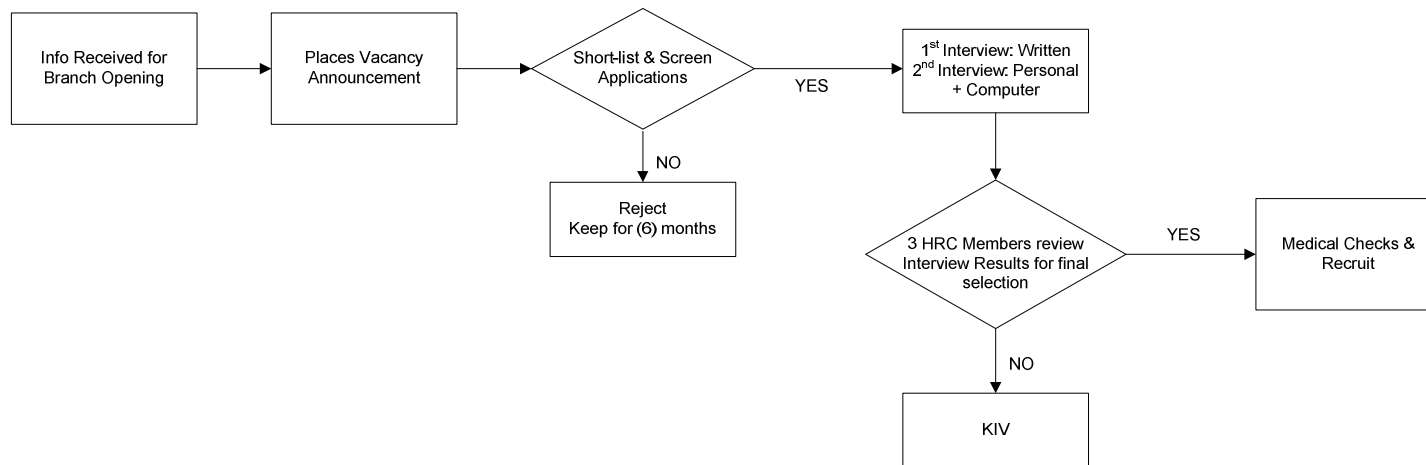 Info Received for
Branch Opening
Places Vacancy
Announcement
Short-list & Screen
Applications
YES
1st Interview: Written
2nd Interview: Personal
+ Computer
NO
Reject
Keep for (6) months
3 HRC Members review
Interview Results for final
selection
YES
Medical Checks &
Recruit
NO
KIV